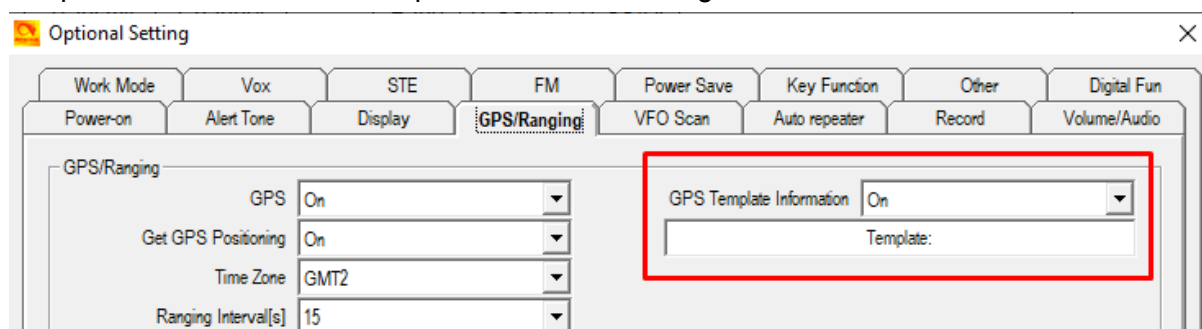 Optional Setting
Work Mode Vox STE FM Power Save Key Function Other Digital Fun
Power-on Alert Tone Display GPS/Ranging VFO Scan Auto repeater Record Volume/Audio
GPS/Ranging
GPS On GPS Template Information On
Get GPS Positioning On Template:
Time Zone GMT2
Ranging Interval[s] 15